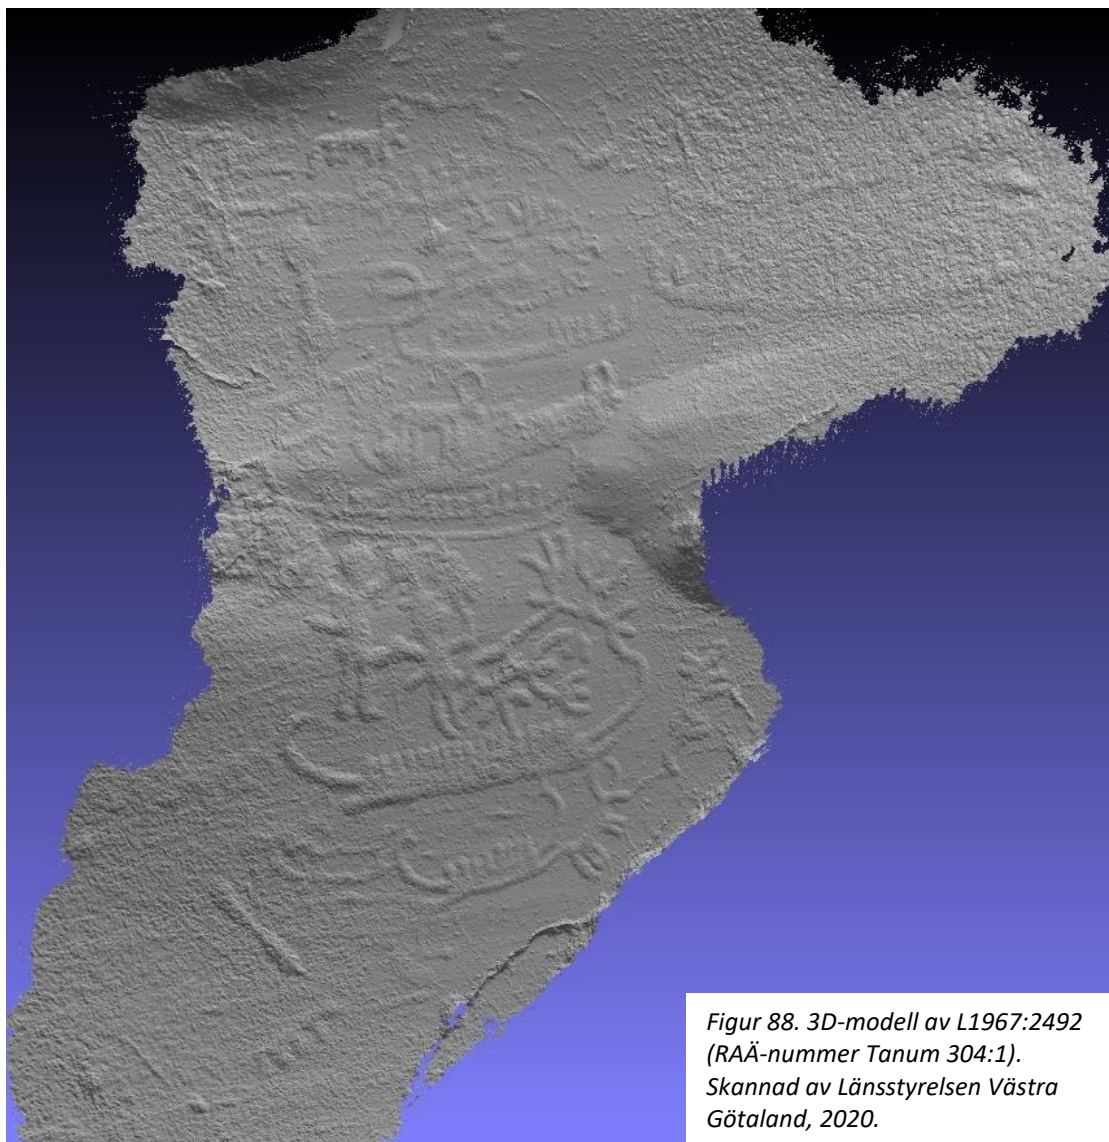 Figur 88. 3D-modell av L1967:2492
(RAÄ-nummer Tanum 304:1).
Skannad av Länsstyrelsen Västra
Götaland, 2020.